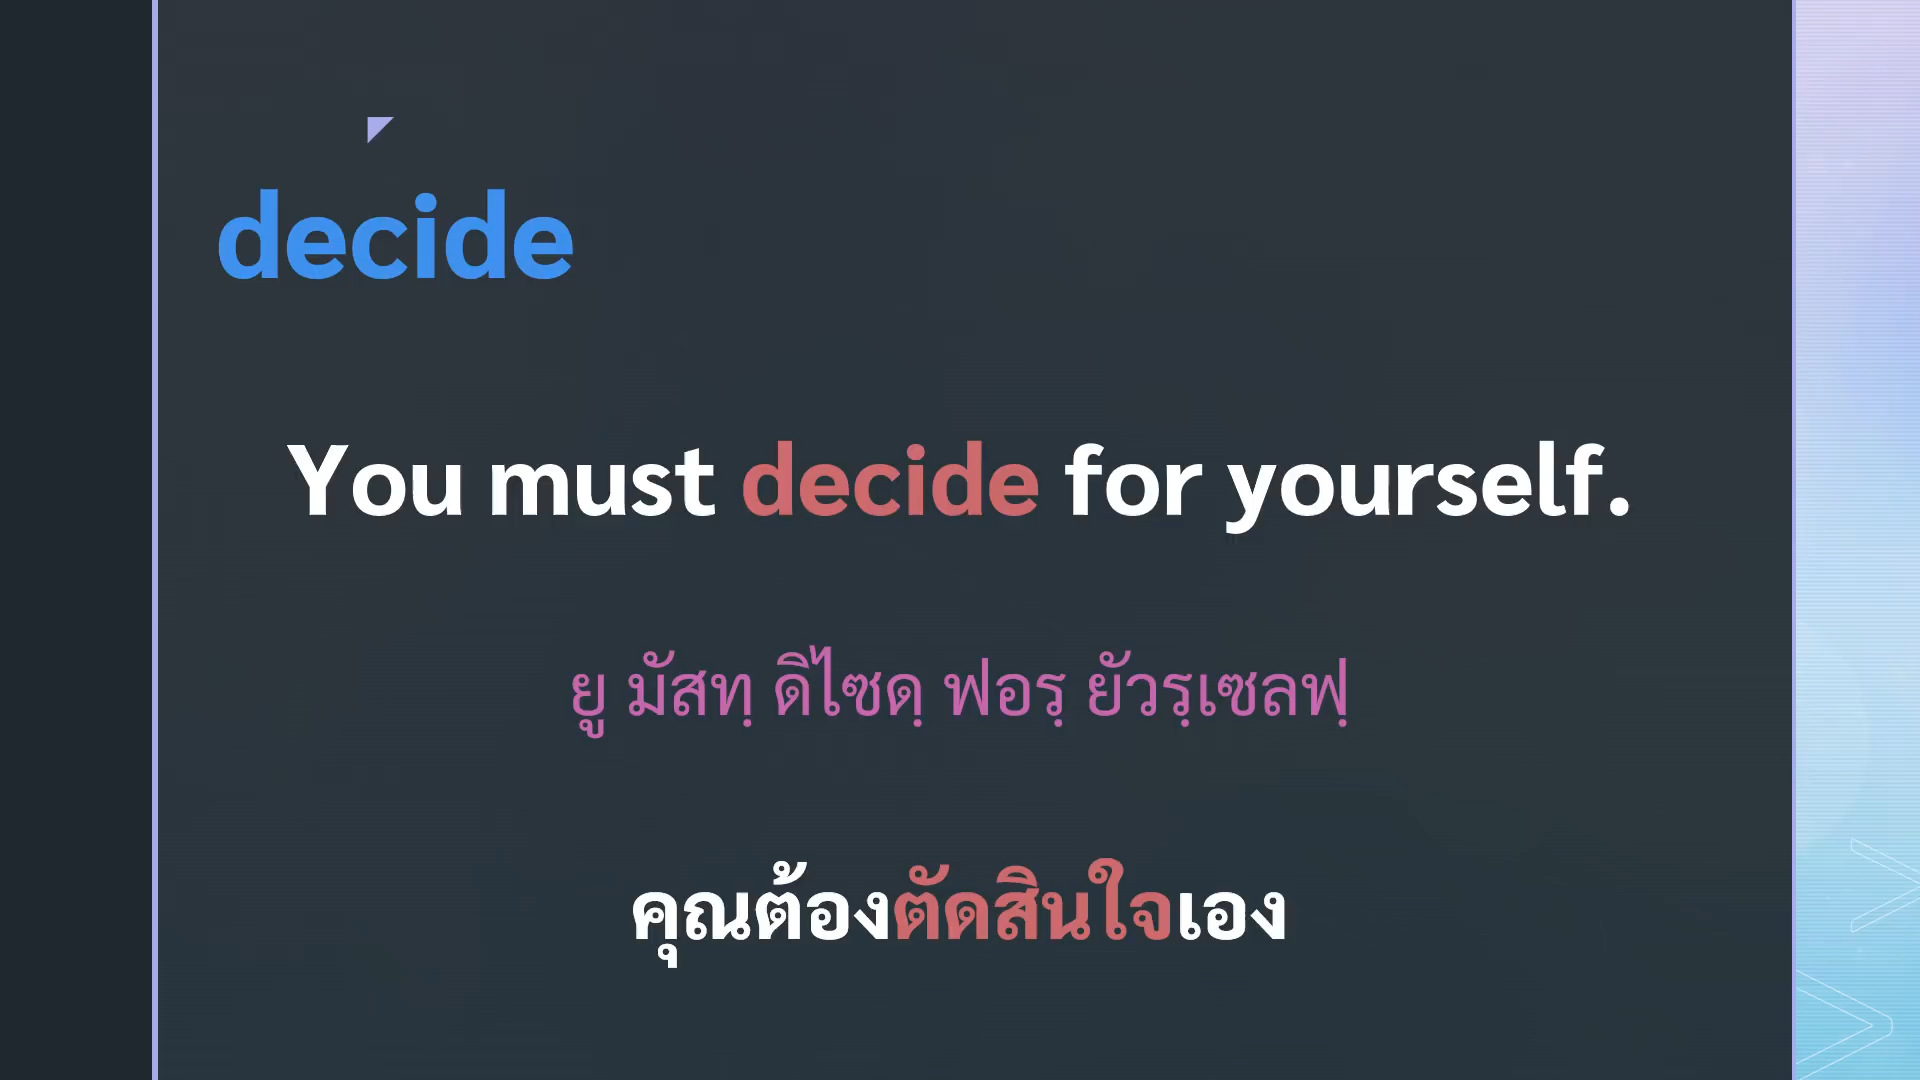 decide
You must decide for yourself.
ยู มัสทฺ ดิไซดฺ ฟอรฺ ยัวรฺเซลฟฺ
คุณต้องตัดสินใจเอง